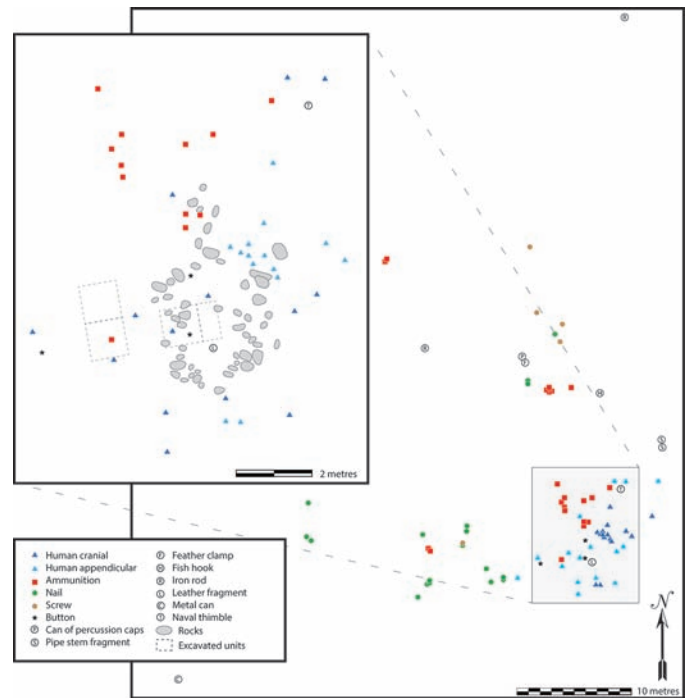 R
T
L
2 metres
R
P
F
H
S
S
T
L
Human cranial
Human appendicular
Ammunition
Nail
Screw
Button
P Can of percussion caps
S Pipe stem fragment
F Feather clamp
H Fish hook
R Iron rod
L Leather fragment
C Metal can
T Naval thimble
Rocks
Excavated units
C
N
10 metres